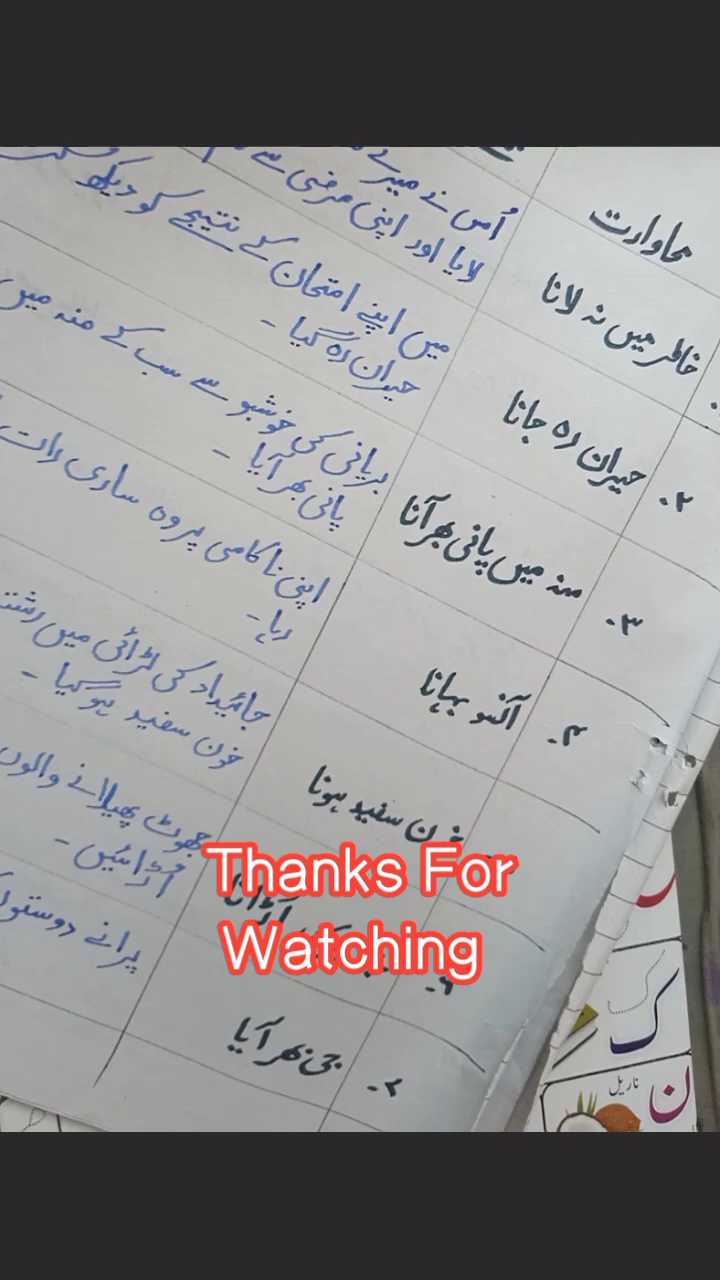 محاورات
خاطر میں نہ لانا
اُس نے میرے
لایا اور اپنی مرضی سے
۲۔ حیران رہ جانا
میں اپنے امتحان کے نتیجے کو دیکھ
حیران رہ گیا -
۳۔ منہ میں پانی بھر آنا
بریانی کی خوشبو سے سب کے منہ میں
پانی بھر آیا -
۴۔ آنسو بہانا
اپنی ناکامی پر وہ ساری رات
رہا -
خون سفید ہونا
جائیداد کی لڑائی میں
خون سفید ہو گیا -
۶۔ اڑانا
جھوٹ پھیلانے والوں
اڑائیں -
۷۔ جی بھر آیا
پرانے
Thanks For
Watching
ک
ن
ناریل